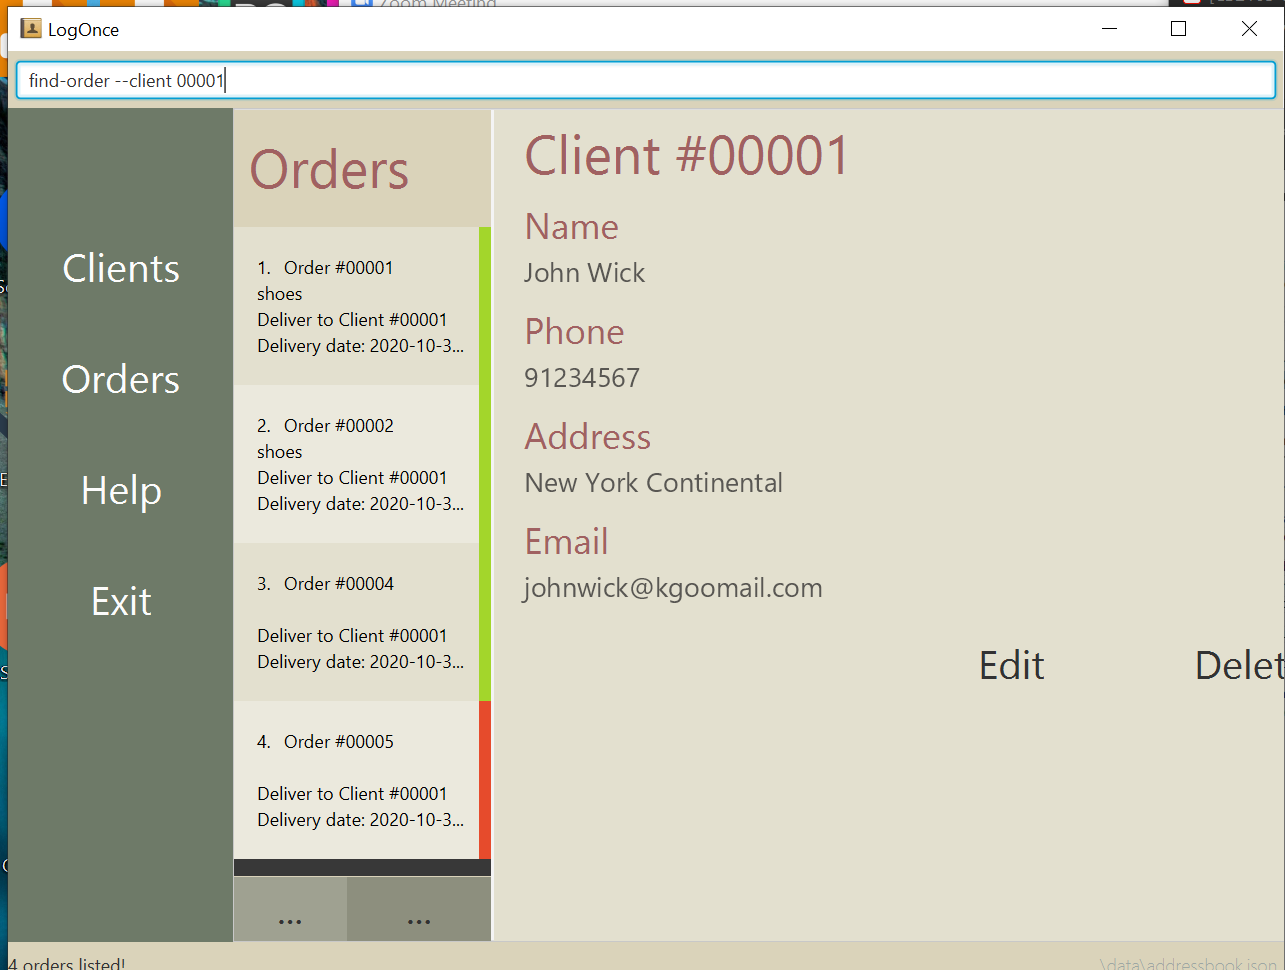 Zoom Meeting
LogOnce
find-order --client 00001
Clients
Orders
Help
Exit
Orders
1. Order #00001
shoes
Deliver to Client #00001
Delivery date: 2020-10-3...
2. Order #00002
shoes
Deliver to Client #00001
Delivery date: 2020-10-3...
3. Order #00004
Deliver to Client #00001
Delivery date: 2020-10-3...
4. Order #00005
Deliver to Client #00001
Delivery date: 2020-10-3...
...
...
Client #00001
Name
John Wick
Phone
91234567
Address
New York Continental
Email
johnwick@kgoomail.com
Edit
Delet
4 orders listed!
.\data\addressbook.json